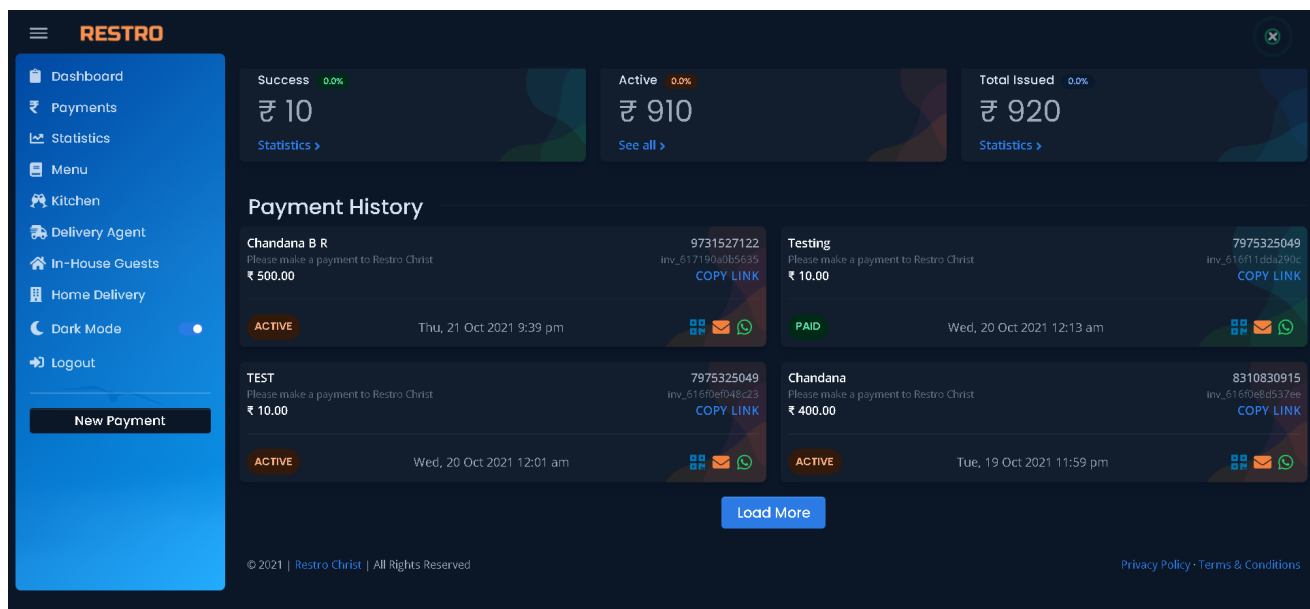 RESTRO
Dashboard
Payments
Statistics
Menu
Kitchen
Delivery Agent
In-House Guests
Home Delivery
Dark Mode
Logout
New Payment
Success 0.0%
₹ 10
Statistics >
Active 0.0%
₹ 910
See all >
Total Issued 0.0%
₹ 920
Statistics >
Payment History
Chandana B R 9731527122
Please make a payment to Restro Christ inv_617190a0b5635
₹ 500.00 COPY LINK
ACTIVE Thu, 21 Oct 2021 9:39 pm
Testing 7975325049
Please make a payment to Restro Christ inv_616f11dda290c
₹ 10.00 COPY LINK
PAID Wed, 20 Oct 2021 12:13 am
TEST 7975325049
Please make a payment to Restro Christ inv_616f0ef048c23
₹ 10.00 COPY LINK
ACTIVE Wed, 20 Oct 2021 12:01 am
Chandana 8310830915
Please make a payment to Restro Christ inv_616f0e8d537ee
₹ 400.00 COPY LINK
ACTIVE Tue, 19 Oct 2021 11:59 pm
Load More
© 2021 | Restro Christ | All Rights Reserved Privacy Policy · Terms & Conditions